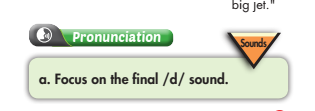 big jet."
Pronunciation
Sounds
a. Focus on the final /d/ sound.